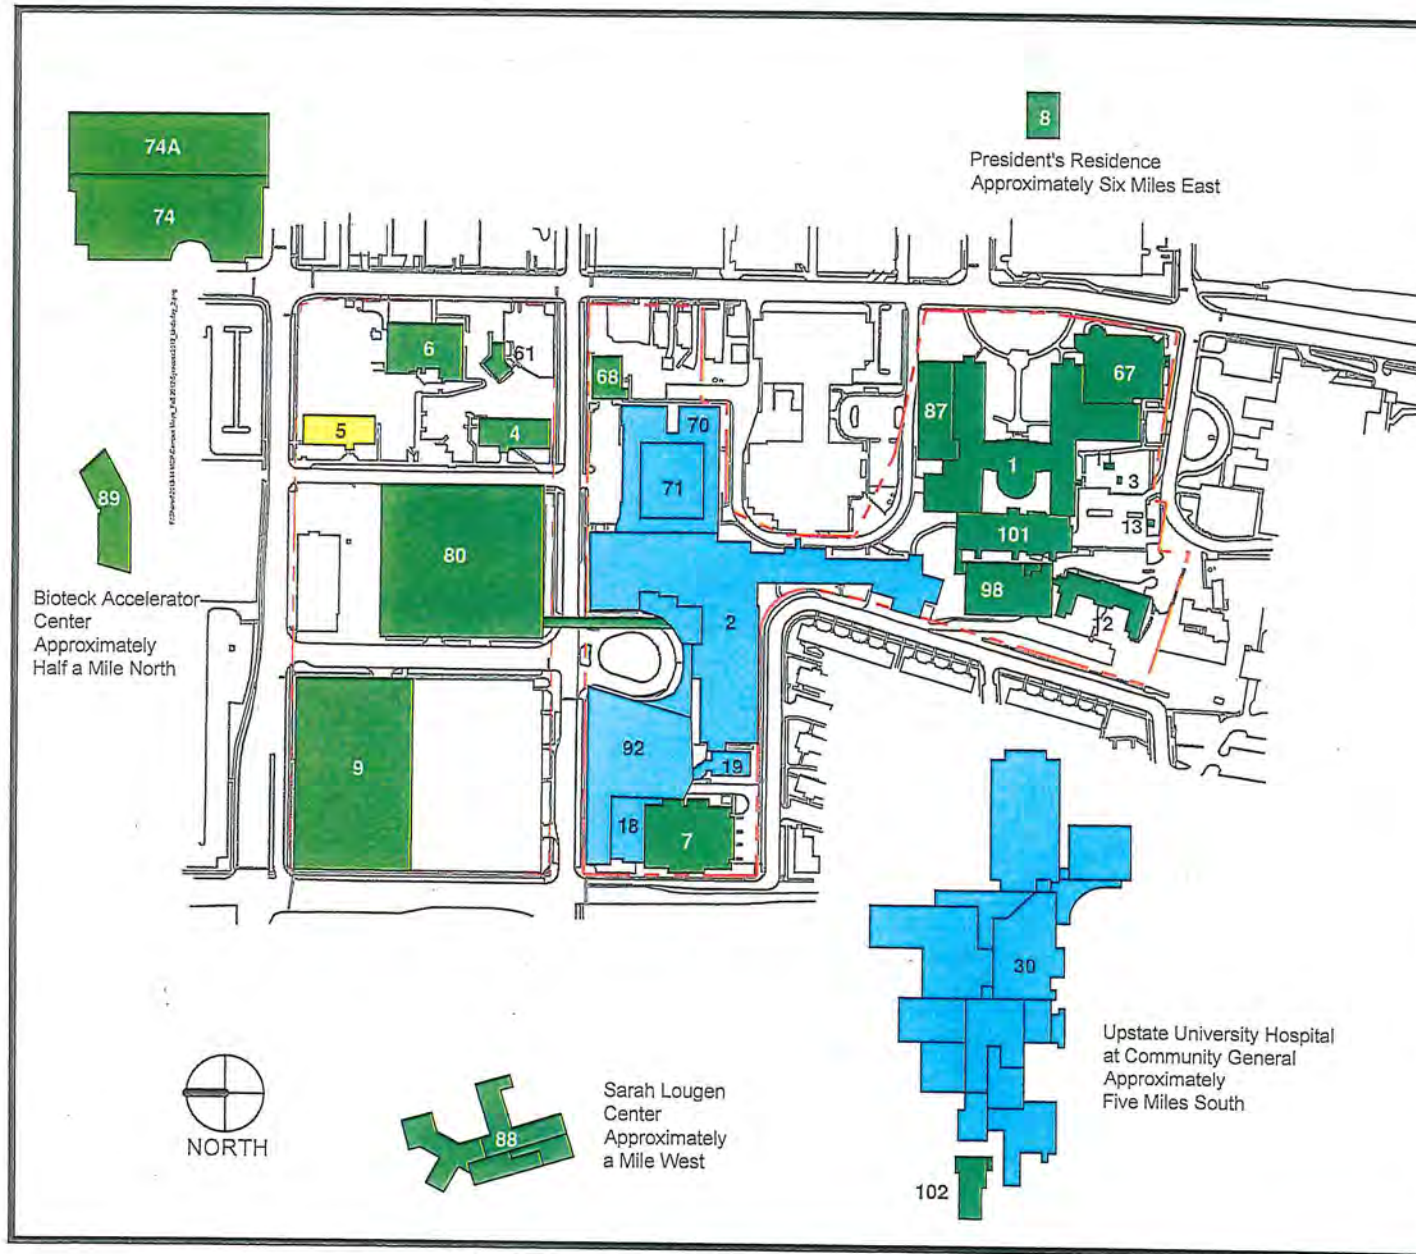 8
President's Residence
Approximately Six Miles East
74A
74
6
61
68
67
5
4
70
87
71
1
3
89
13
101
80
98
12
2
Bioteck Accelerator
Center
Approximately
Half a Mile North
92
9
19
18
7
30
Upstate University Hospital
at Community General
Approximately
Five Miles South
NORTH
88
Sarah Lougen
Center
Approximately
a Mile West
102